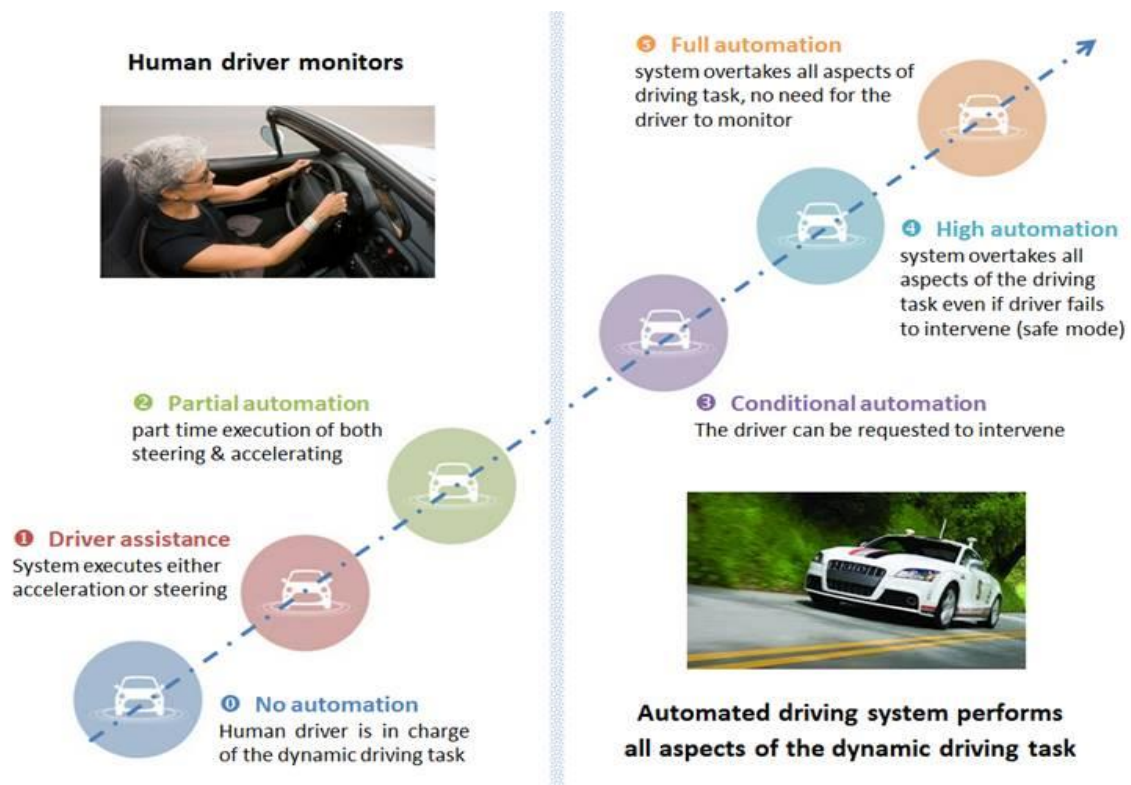 Human driver monitors
❷ Partial automation
part time execution of both
steering & accelerating
❶ Driver assistance
System executes either
acceleration or steering
⓿ No automation
Human driver is in charge
of the dynamic driving task
❺ Full automation
system overtakes all aspects of
driving task, no need for the
driver to monitor
❹ High automation
system overtakes all
aspects of the driving
task even if driver fails
to intervene (safe mode)
❸ Conditional automation
The driver can be requested to intervene
Automated driving system performs
all aspects of the dynamic driving task